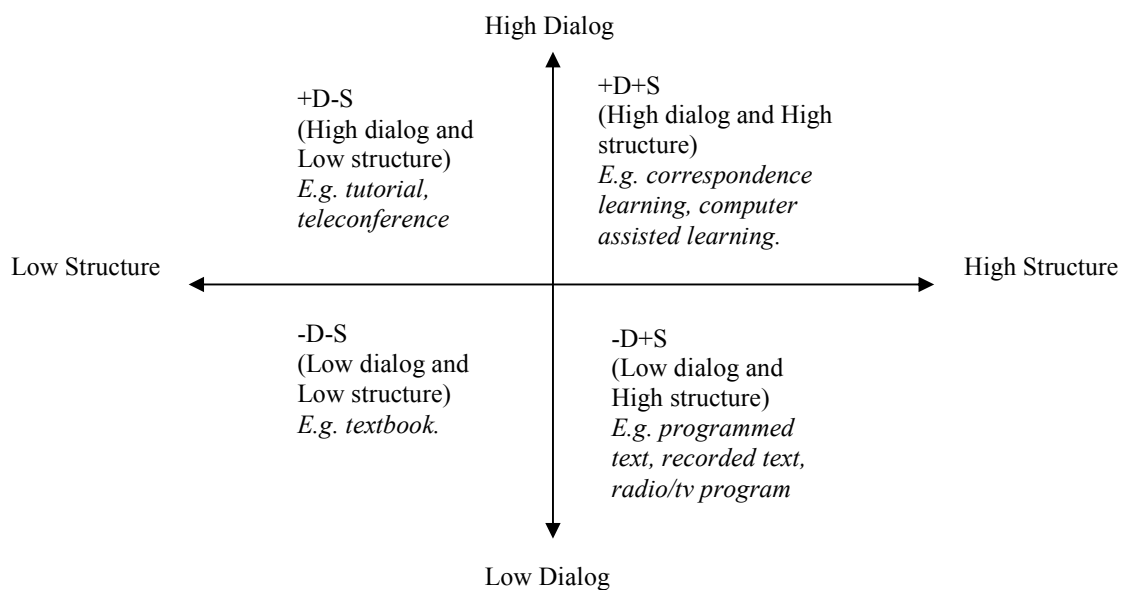 High Dialog
+D-S
(High dialog and
Low structure)
E.g. tutorial,
teleconference
+D+S
(High dialog and High
structure)
E.g. correspondence
learning, computer
assisted learning.
Low Structure
High Structure
-D-S
(Low dialog and
Low structure)
E.g. textbook.
-D+S
(Low dialog and
High structure)
E.g. programmed
text, recorded text,
radio/tv program
Low Dialog